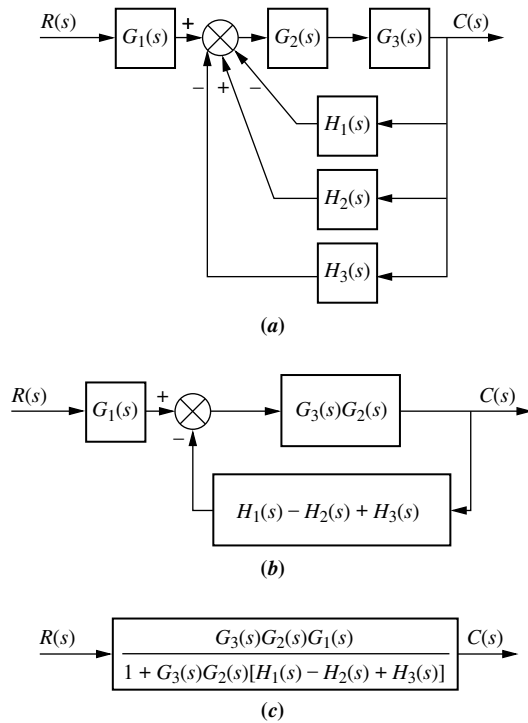 R(s) G₁(s) + G₂(s) G₃(s) C(s)
− + −
H₁(s)
H₂(s)
H₃(s)
(a)
R(s) G₁(s) + G₃(s)G₂(s) C(s)
−
H₁(s) − H₂(s) + H₃(s)
(b)
R(s) G₃(s)G₂(s)G₁(s) C(s)
1 + G₃(s)G₂(s)[H₁(s) − H₂(s) + H₃(s)]
(c)